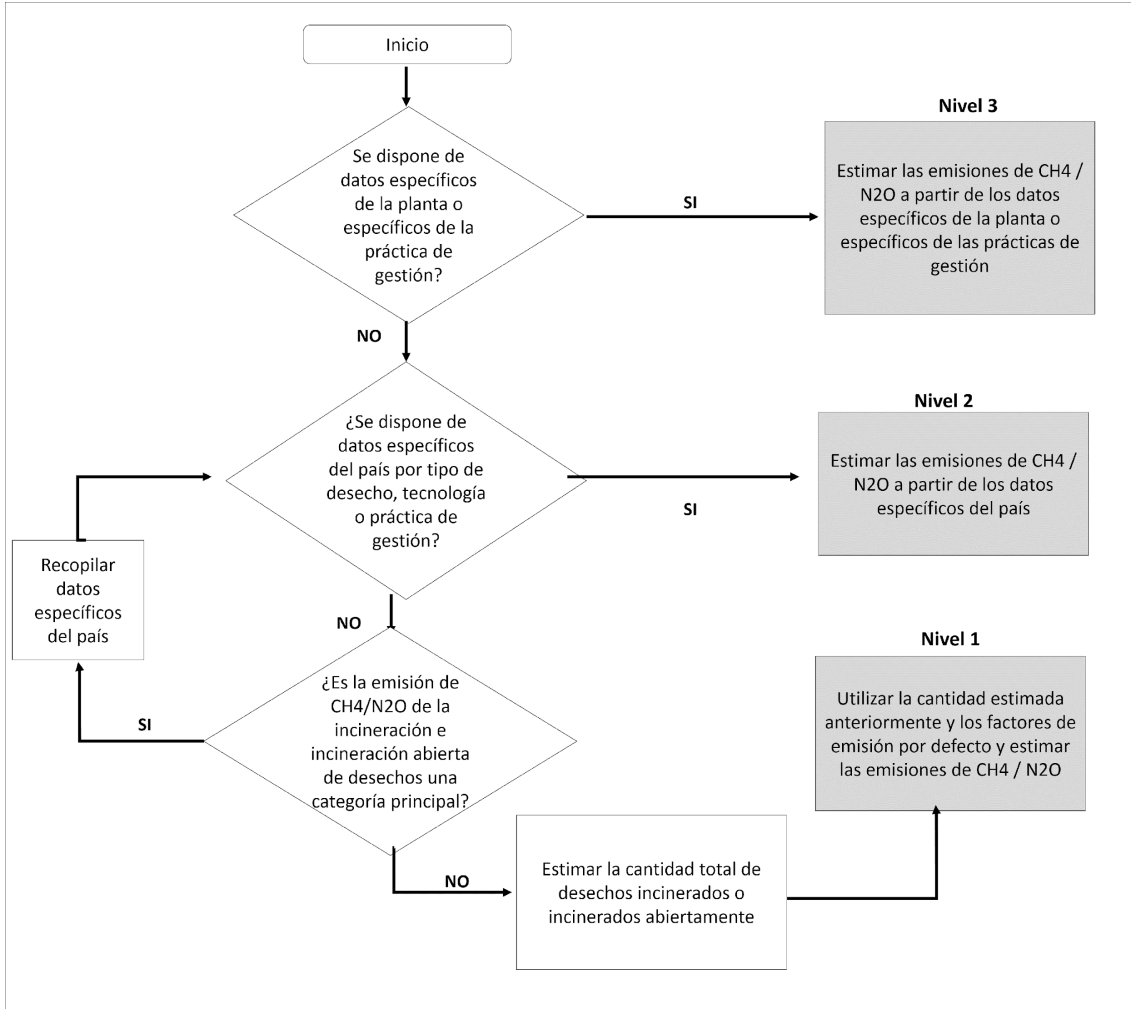 Inicio
Se dispone de
datos específicos
de la planta o
específicos de la
práctica de
gestión?
SI
Nivel 3
Estimar las emisiones de CH4 /
N2O a partir de los datos
específicos de la planta o
específicos de las prácticas de
gestión
NO
¿Se dispone de
datos específicos
del país por tipo de
desecho, tecnología
o práctica de
gestión?
SI
Nivel 2
Estimar las emisiones de CH4 /
N2O a partir de los datos
específicos del país
Recopilar
datos
específicos
del país
NO
¿Es la emisión de
CH4/N2O de la
incineración e
incineración abierta
de desechos una
categoría principal?
SI
Nivel 1
Utilizar la cantidad estimada
anteriormente y los factores de
emisión por defecto y estimar
las emisiones de CH4 / N2O
NO
Estimar la cantidad total de
desechos incinerados o
incinerados abiertamente